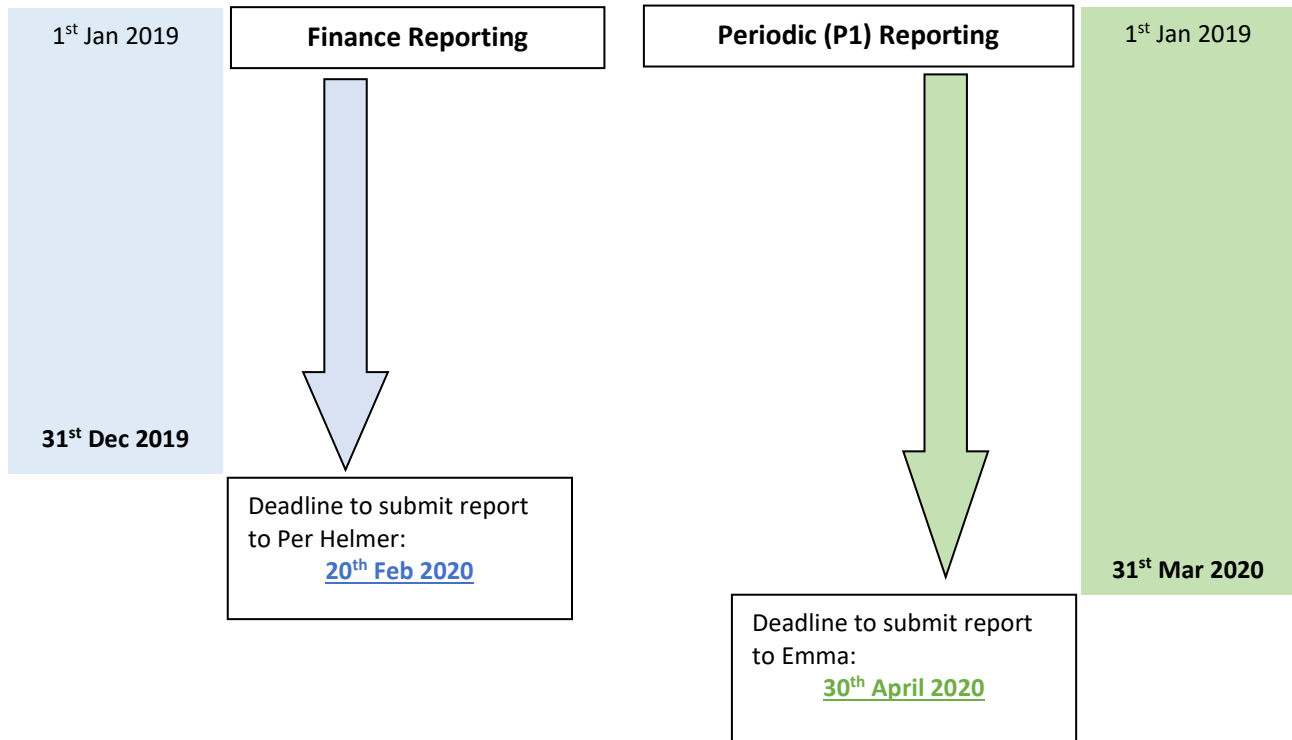 1st Jan 2019
Finance Reporting
Periodic (P1) Reporting
1st Jan 2019
31st Dec 2019
Deadline to submit report
to Per Helmer:
20th Feb 2020
31st Mar 2020
Deadline to submit report
to Emma:
30th April 2020